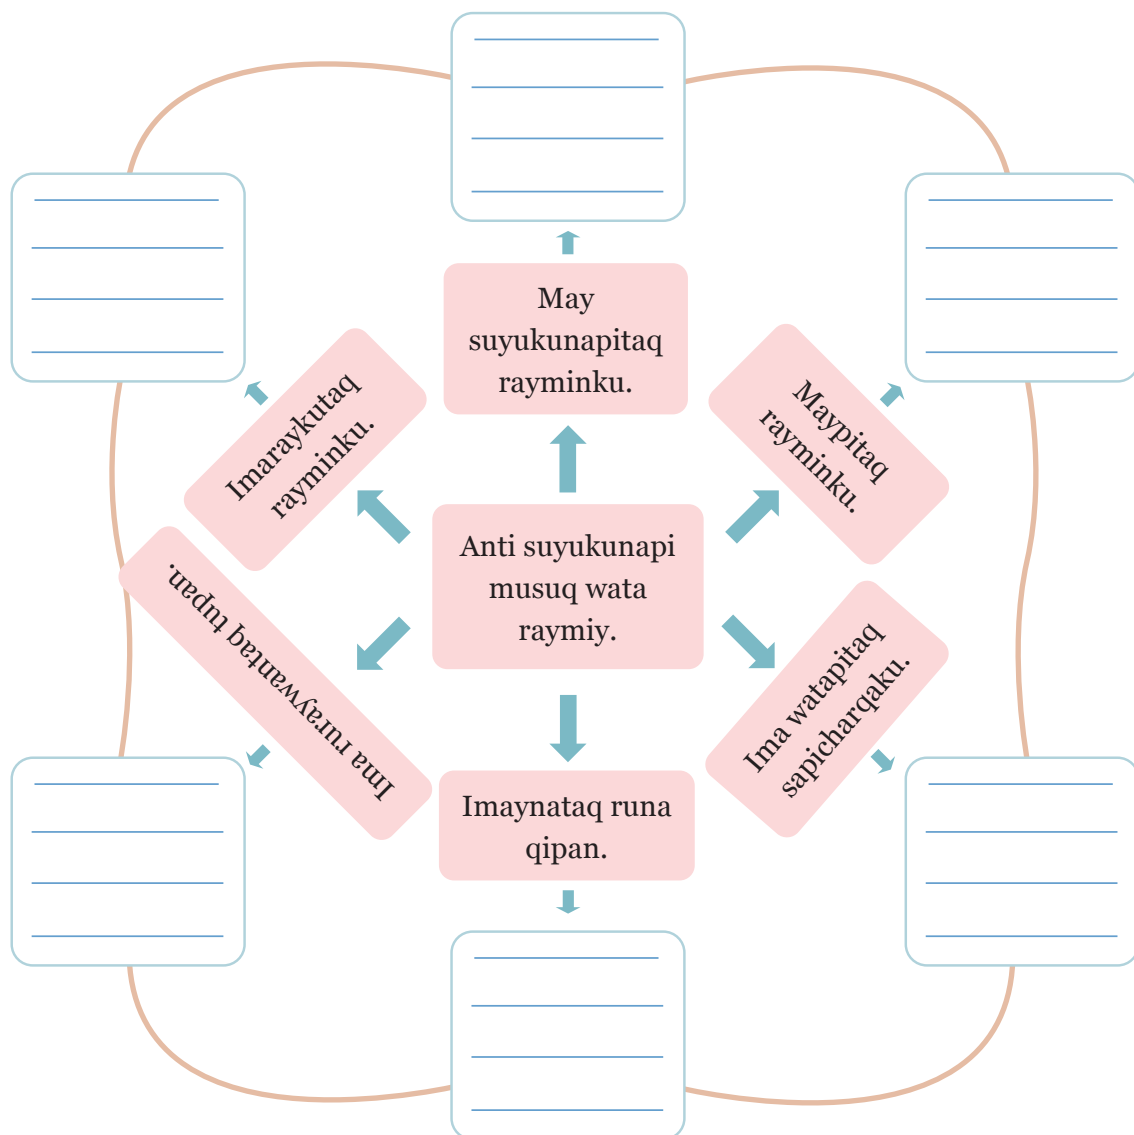 May
suyukunapitaq
rayminku.
Imaraykutaq
rayminku.
Maypitaq
rayminku.
Anti suyukunapi
musuq wata
raymiy.
Ima ruraywantaq tupan.
Ima watapitaq
sapicharqaku.
Imaynataq runa
qipan.